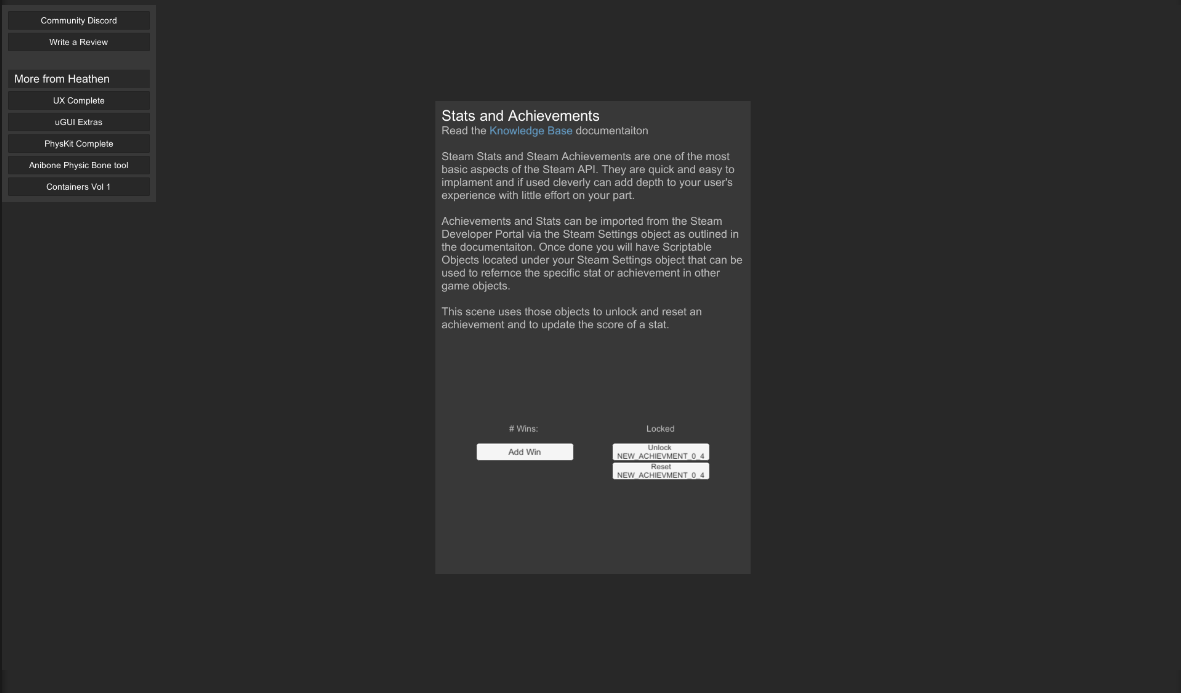 Community Discord
Write a Review
More from Heathen
UX Complete
uGUI Extras
PhysKit Complete
Anibone Physic Bone tool
Containers Vol 1
Stats and Achievements
Read the Knowledge Base documentaiton
Steam Stats and Steam Achievements are one of the most
basic aspects of the Steam API. They are quick and easy to
implament and if used cleverly can add depth to your user's
experience with little effort on your part.
Achievements and Stats can be imported from the Steam
Developer Portal via the Steam Settings object as outlined in
the documentaiton. Once done you will have Scriptable
Objects located under your Steam Settings object that can be
used to refernce the specific stat or achievement in other
game objects.
This scene uses those objects to unlock and reset an
achievement and to update the score of a stat.
# Wins:
Add Win
Locked
Unlock
NEW_ACHIEVMENT_0_4
Reset
NEW_ACHIEVMENT_0_4